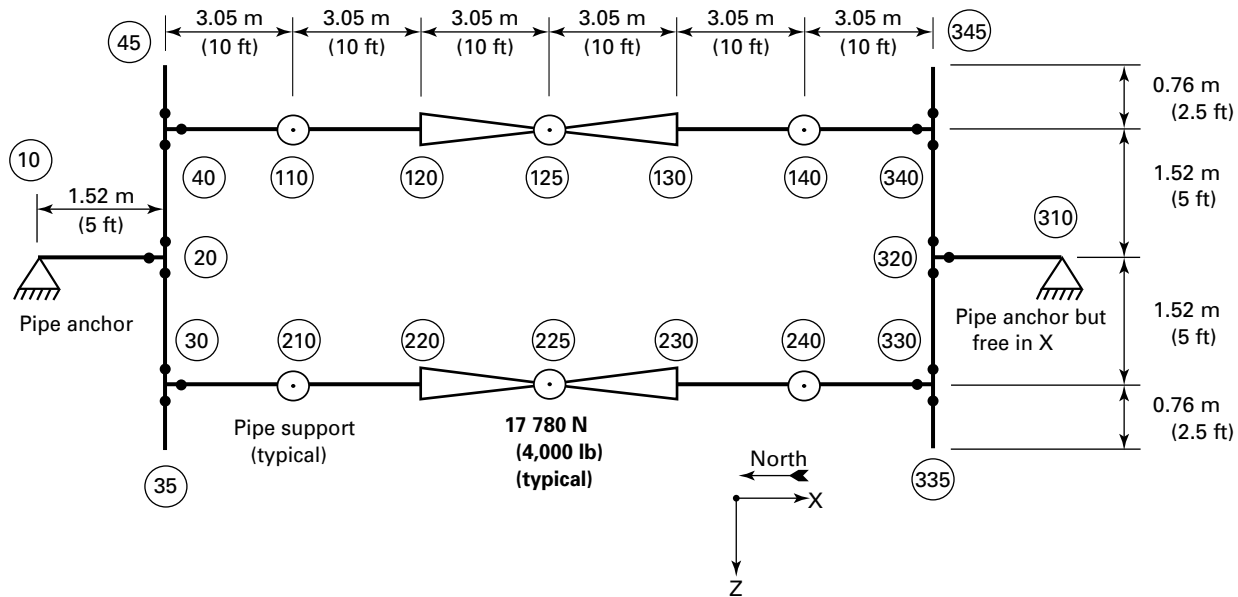 45
3.05 m
(10 ft)
3.05 m
(10 ft)
3.05 m
(10 ft)
3.05 m
(10 ft)
3.05 m
(10 ft)
3.05 m
(10 ft)
345
0.76 m
(2.5 ft)
10
40
110
120
125
130
140
340
1.52 m
(5 ft)
1.52 m
(5 ft)
310
20
320
Pipe anchor
Pipe anchor but
free in X
1.52 m
(5 ft)
30
210
220
225
230
240
330
Pipe support
(typical)
17 780 N
(4,000 lb)
(typical)
0.76 m
(2.5 ft)
35
North
X
Z
335